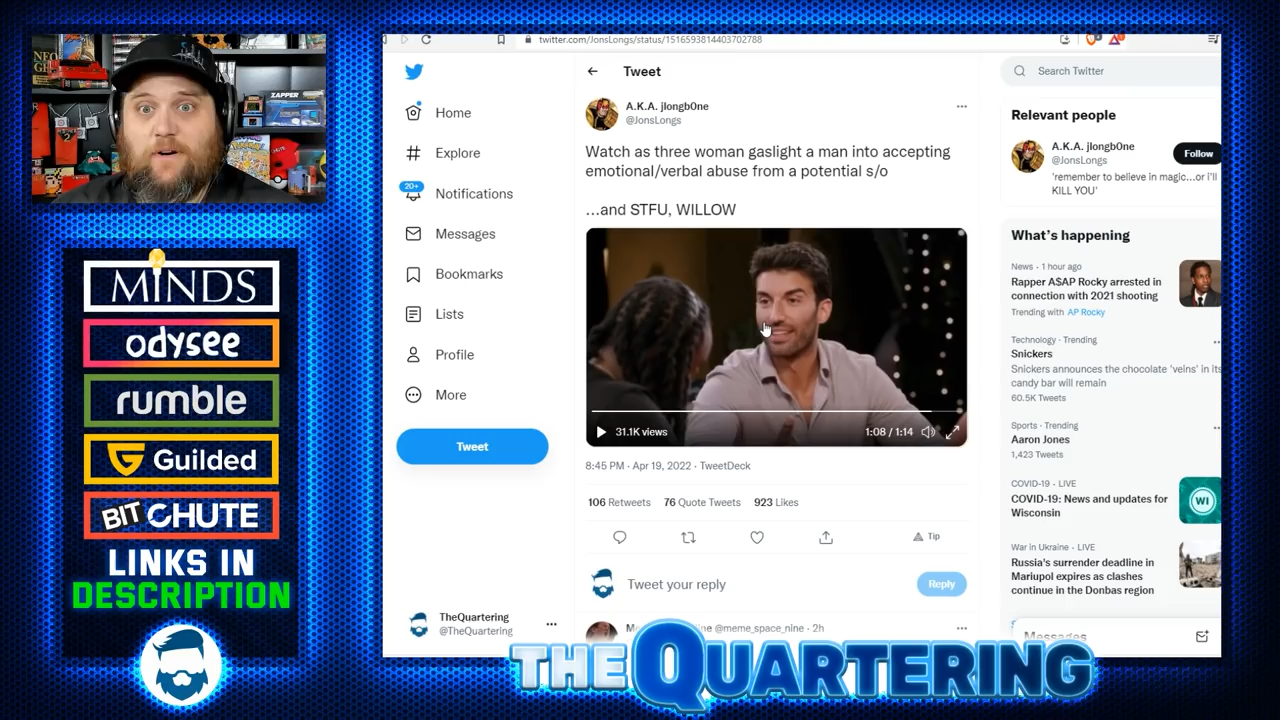 ZAPPER
MINDS
odysee
rumble
Guilded
BITCHUTE
LINKS IN
DESCRIPTION
twitter.com/JonsLongs/status/1516593814403702788
Home
Explore
20+
Notifications
Messages
Bookmarks
Lists
Profile
More
Tweet
TheQuartering
@TheQuartering
Tweet
A.K.A. jlongb0ne
@JonsLongs
Watch as three woman gaslight a man into accepting
emotional/verbal abuse from a potential s/o
…and STFU, WILLOW
31.1K views
1:08 / 1:14
8:45 PM · Apr 19, 2022 · TweetDeck
106 Retweets 76 Quote Tweets 923 Likes
Tip
Tweet your reply
Reply
@meme_space_nine · 2h
Search Twitter
Relevant people
A.K.A. jlongb0ne
@JonsLongs
Follow
'remember to believe in magic...or i'll
KILL YOU'
What's happening
News · 1 hour ago
Rapper A$AP Rocky arrested in
connection with 2021 shooting
Trending with AP Rocky
Technology · Trending
Snickers
Snickers announces the chocolate 'veins' in its
candy bar will remain
60.5K Tweets
Sports · Trending
Aaron Jones
1,423 Tweets
COVID-19 · LIVE
COVID-19: News and updates for
Wisconsin
WI
War in Ukraine · LIVE
Russia's surrender deadline in
Mariupol expires as clashes
continue in the Donbas region
Messages
THE QUARTERING